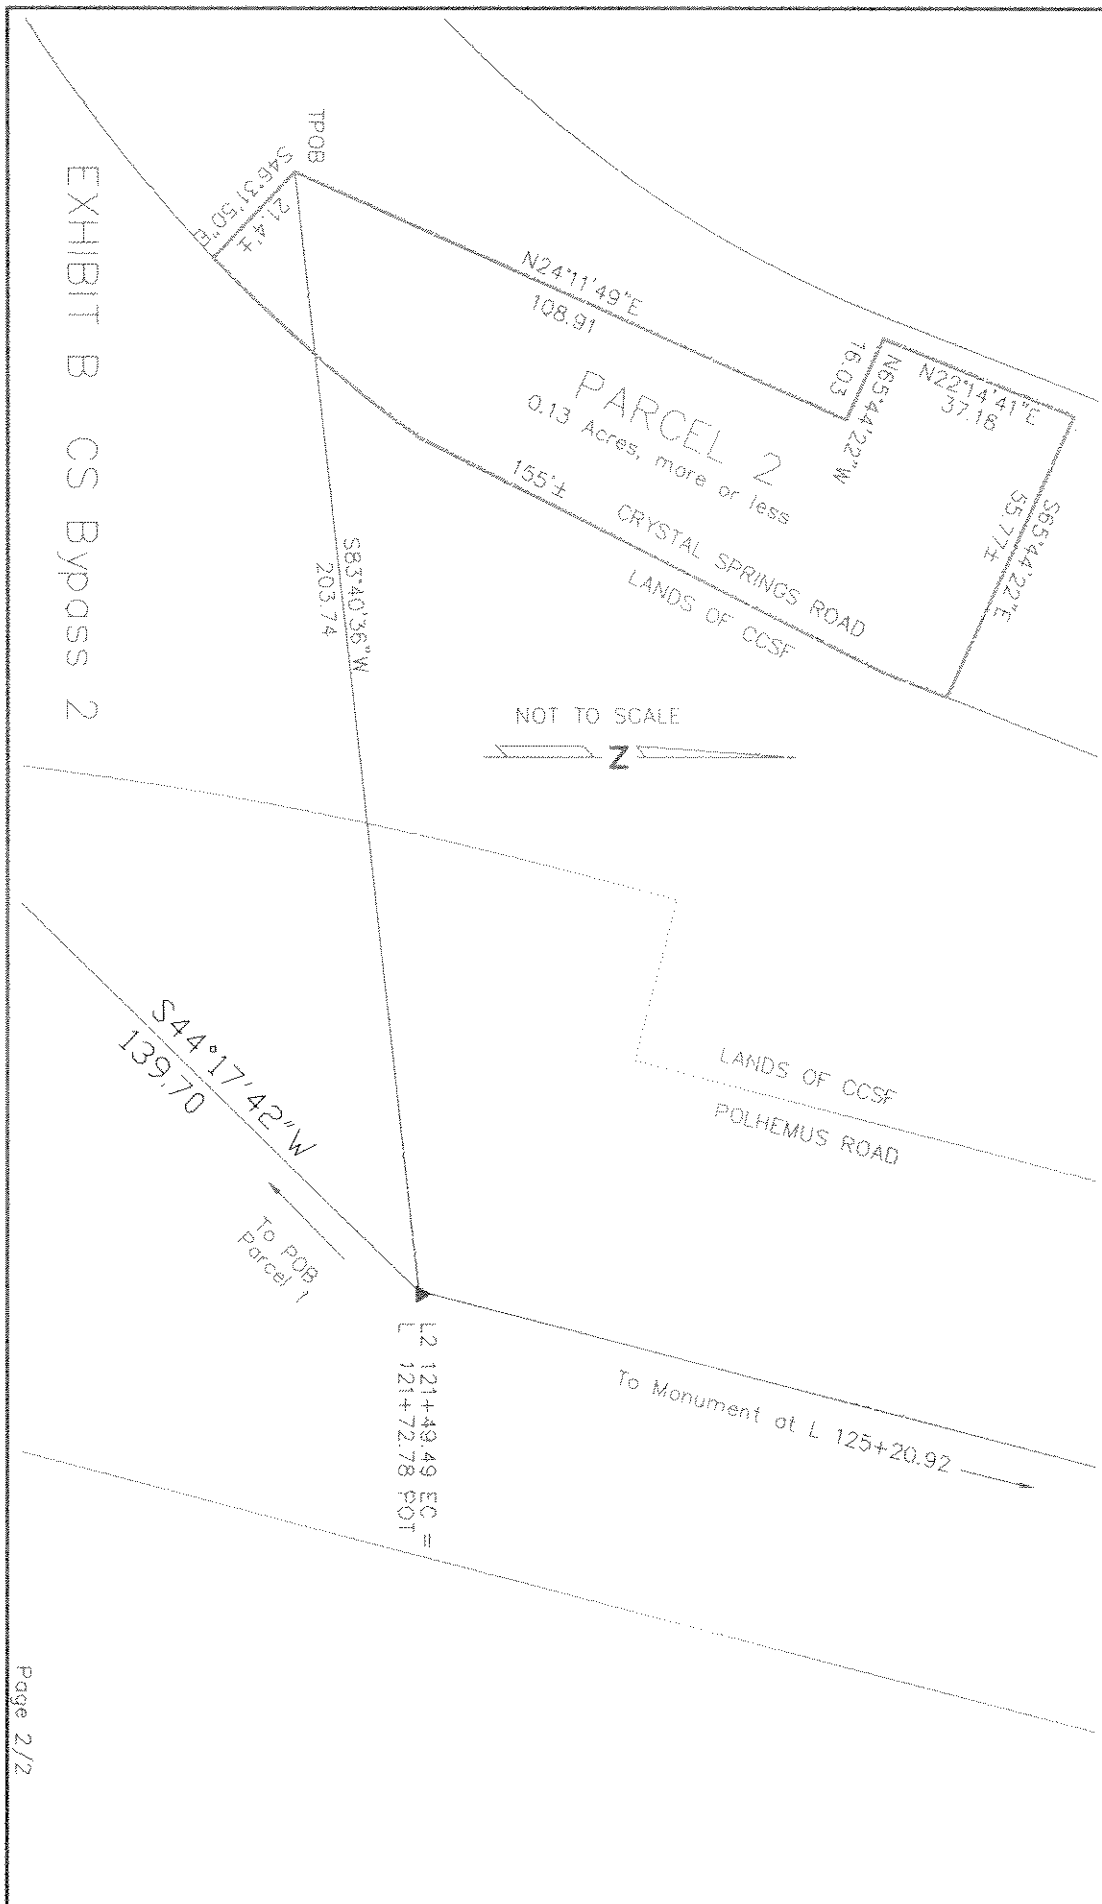 TPOB
S46°31'50"E
21.4'±
N24°11'49"E
108.91
N65°44'22"W
16.03
N22°14'41"E
37.16
S65°44'22"E
55.77±
PARCEL 2
0.13 Acres, more or less
155'±
CRYSTAL SPRINGS ROAD
LANDS OF CCSF
S83°40'36"W
203.74
NOT TO SCALE
Z
LANDS OF CCSF
POLHEMUS ROAD
S44°17'42"W
139.70
To POB
Parcel 1
L2 121+49.49 EC =
L 121+72.78 POT
To Monument at L 125+20.92
EXHIBIT B CS Bypass 2
Page 2/2